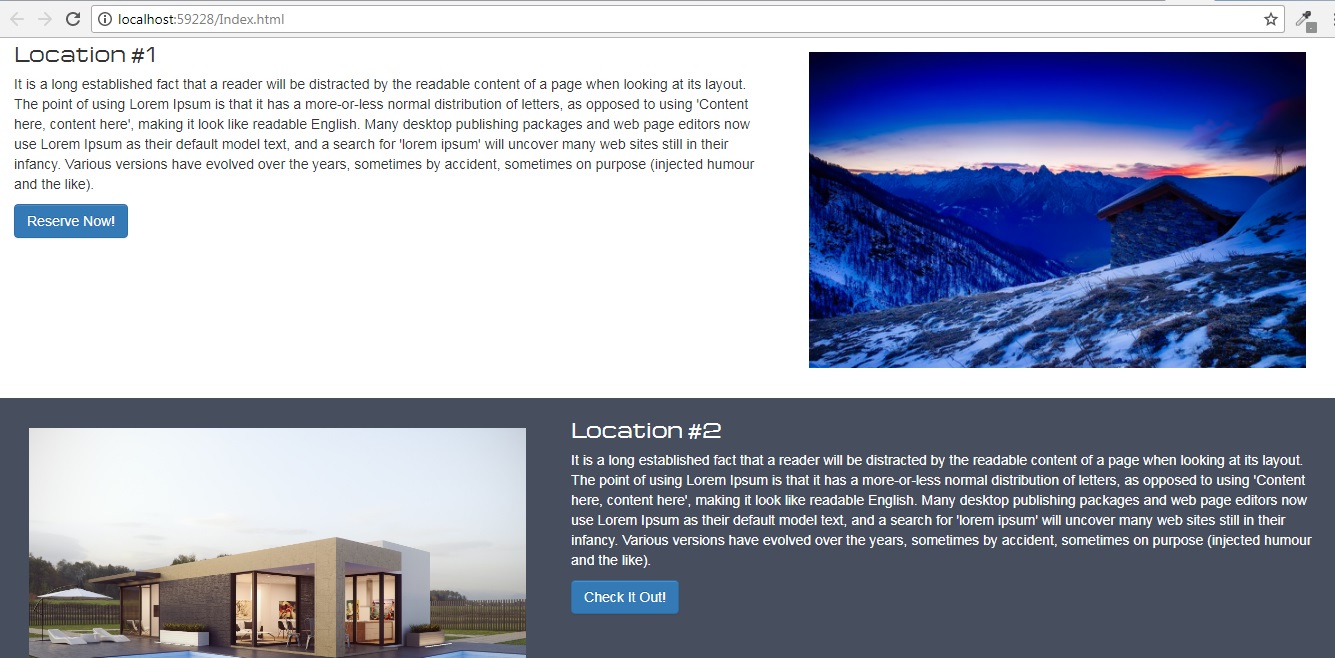 localhost:59228/Index.html
Location #1
It is a long established fact that a reader will be distracted by the readable content of a page when looking at its layout.
The point of using Lorem Ipsum is that it has a more-or-less normal distribution of letters, as opposed to using 'Content
here, content here', making it look like readable English. Many desktop publishing packages and web page editors now
use Lorem Ipsum as their default model text, and a search for 'lorem ipsum' will uncover many web sites still in their
infancy. Various versions have evolved over the years, sometimes by accident, sometimes on purpose (injected humour
and the like).
Reserve Now!
Location #2
It is a long established fact that a reader will be distracted by the readable content of a page when looking at its layout.
The point of using Lorem Ipsum is that it has a more-or-less normal distribution of letters, as opposed to using 'Content
here, content here', making it look like readable English. Many desktop publishing packages and web page editors now
use Lorem Ipsum as their default model text, and a search for 'lorem ipsum' will uncover many web sites still in their
infancy. Various versions have evolved over the years, sometimes by accident, sometimes on purpose (injected humour
and the like).
Check It Out!